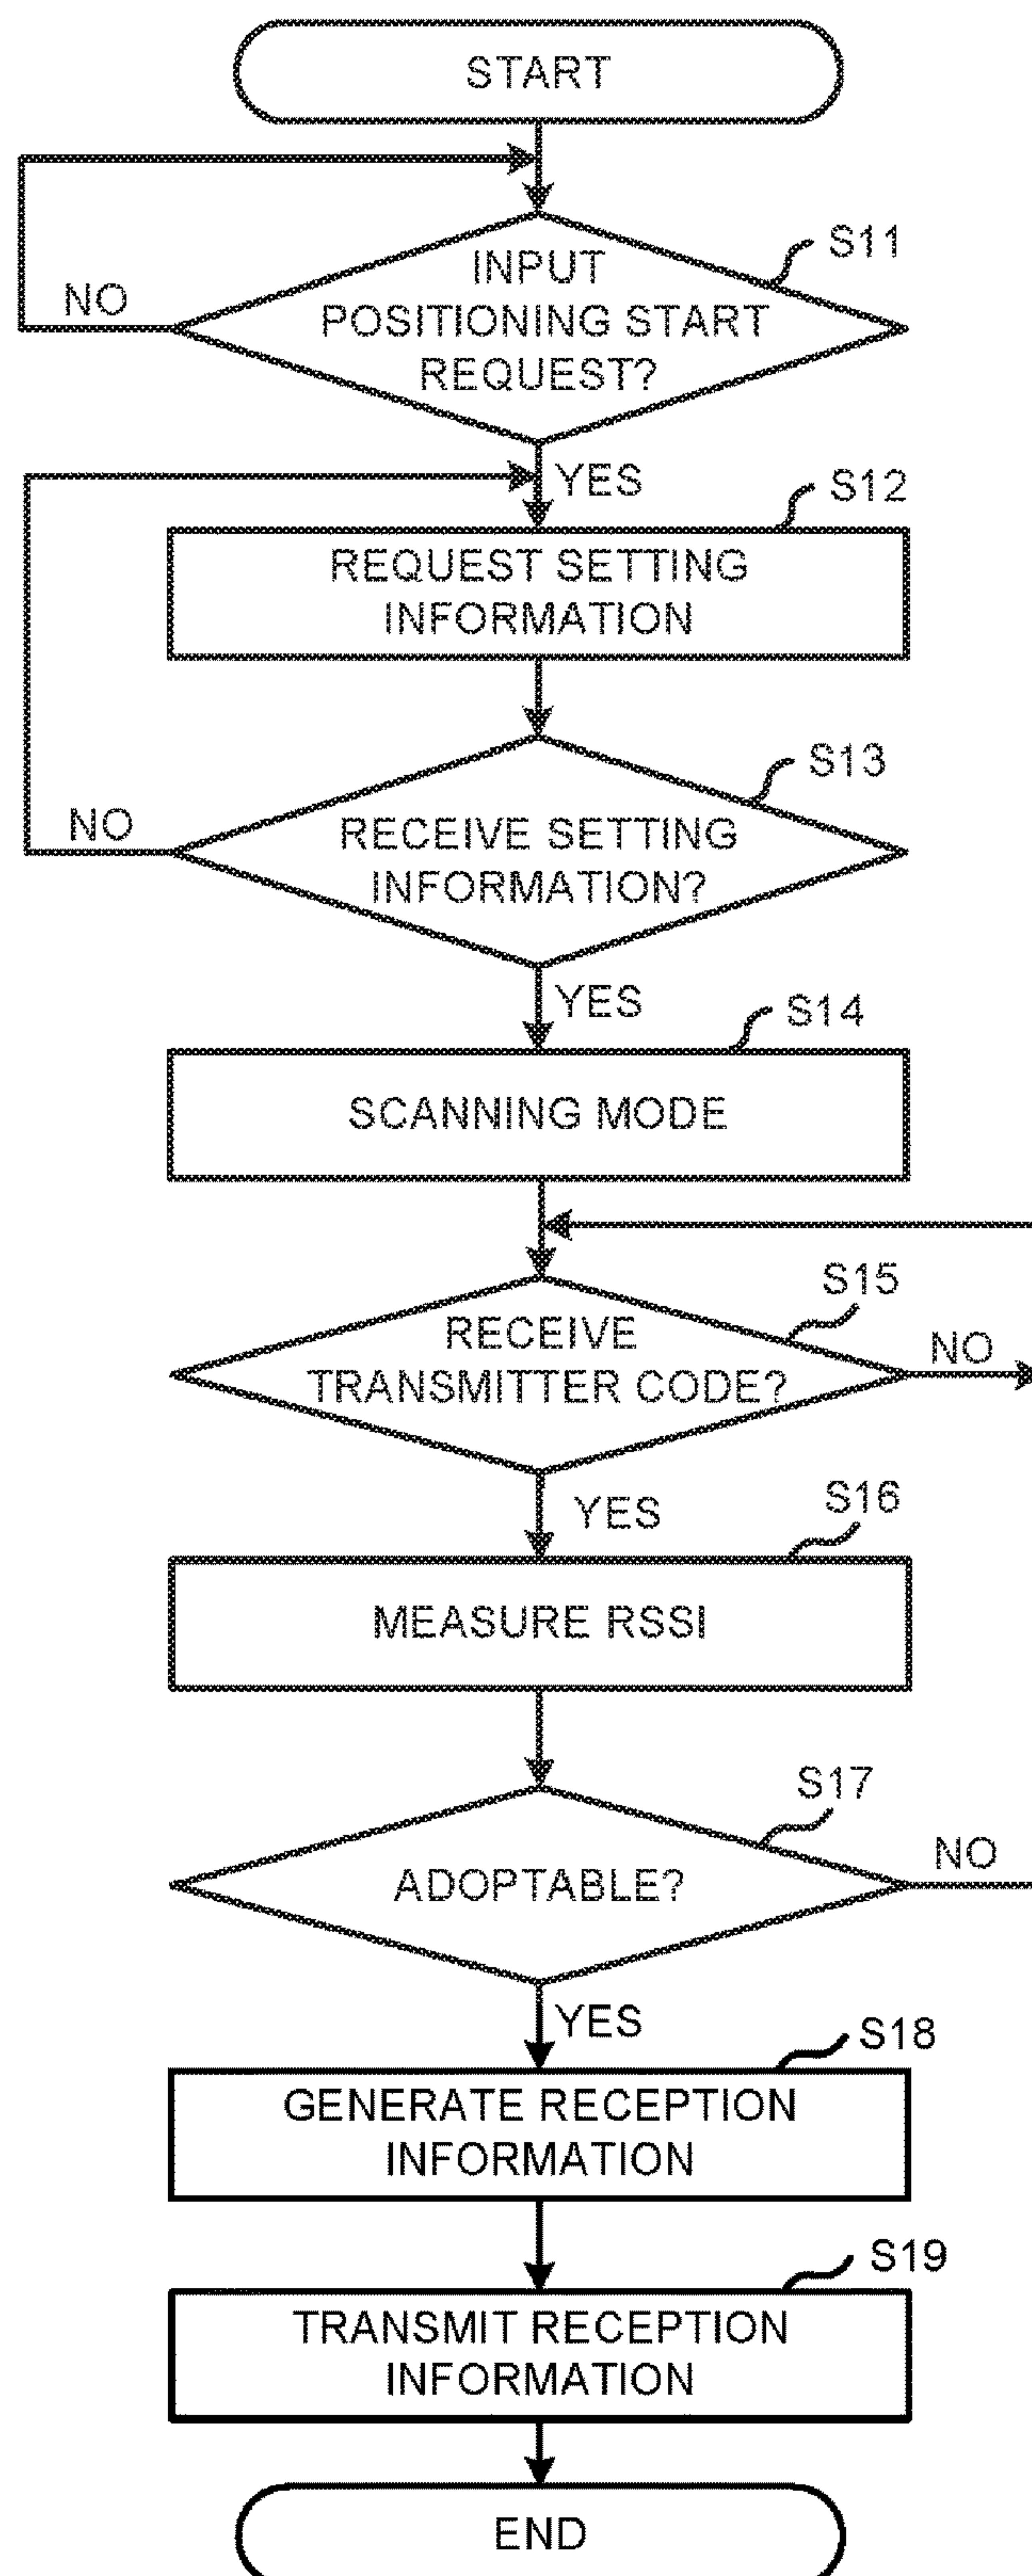 START
S11
INPUT
POSITIONING START
REQUEST?
NO
YES
S12
REQUEST SETTING
INFORMATION
S13
RECEIVE SETTING
INFORMATION?
NO
YES
S14
SCANNING MODE
S15
RECEIVE
TRANSMITTER CODE?
NO
YES
S16
MEASURE RSSI
S17
ADOPTABLE?
NO
YES
S18
GENERATE RECEPTION
INFORMATION
S19
TRANSMIT RECEPTION
INFORMATION
END